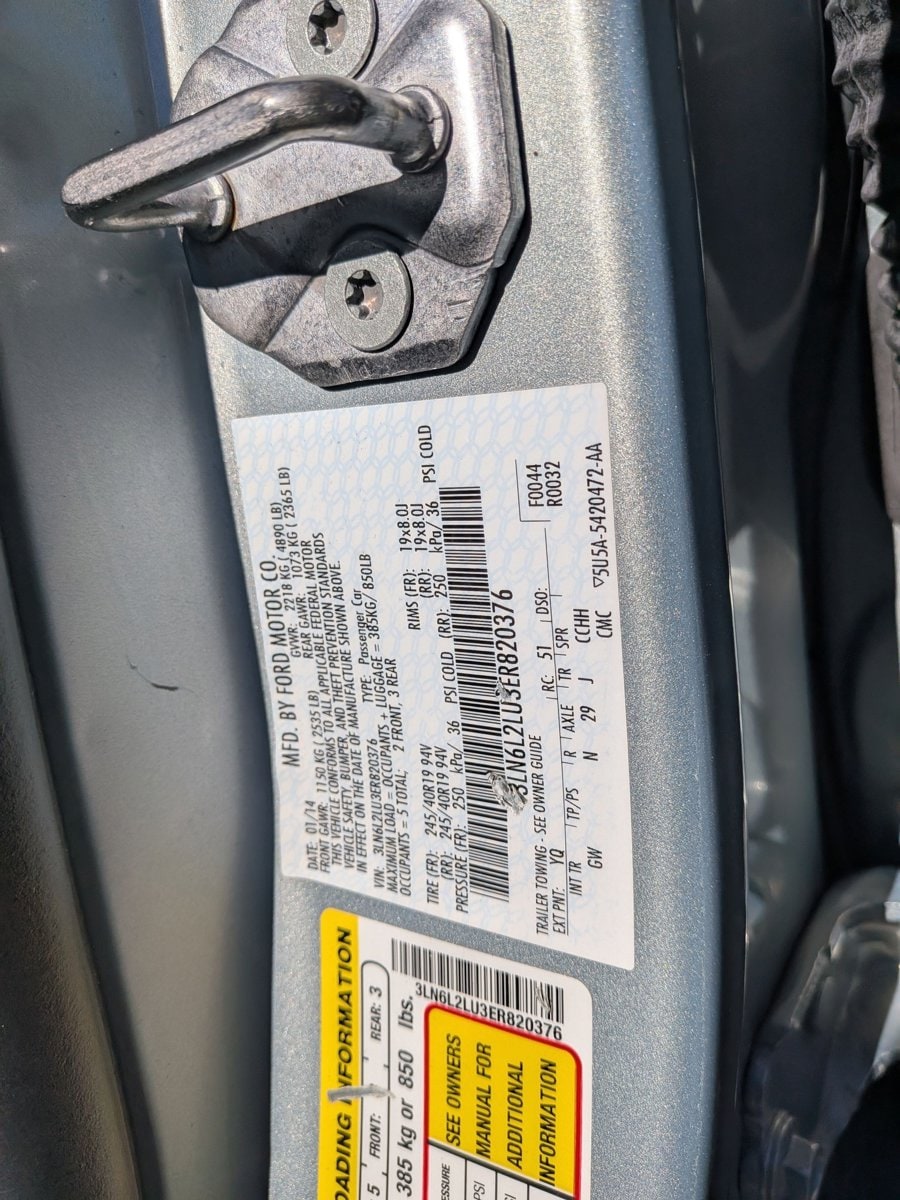 MFD. BY FORD MOTOR CO.
DATE: 01/14 GVWR: 2218 KG ( 4890 LB)
FRONT GAWR: 1150 KG ( 2535 LB) REAR GAWR: 1073 KG ( 2365 LB)
THIS VEHICLE CONFORMS TO ALL APPLICABLE FEDERAL MOTOR
VEHICLE SAFETY, BUMPER, AND THEFT PREVENTION STANDARDS
IN EFFECT ON THE DATE OF MANUFACTURE SHOWN ABOVE.
VIN: 3LN6L2LU3ER820376 TYPE: Passenger Car
MAXIMUM LOAD = OCCUPANTS + LUGGAGE = 385KG/ 850LB
OCCUPANTS = 5 TOTAL; 2 FRONT, 3 REAR
TIRE (FR): 245/40R19 94V RIMS (FR): 19x8.0J
(RR): 245/40R19 94V (RR): 19x8.0J
PRESSURE (FR): 250 kPa/ 36 PSI COLD (RR): 250 kPa/ 36 PSI COLD
3LN6L2LU3ER820376
TRAILER TOWING - SEE OWNER GUIDE
F0044
R0032
EXT PNT: YQ RC: 51 DSO:
INT TR TP/PS R AXLE TR SPR
GW N 29 J CCHH
CMC
▽5U5A-5420472-AA
OADING INFORMATION
5 FRONT: REAR: 3
385 kg or 850 lbs.
3LN6L2LU3ER820376
SEE OWNERS
MANUAL FOR
ADDITIONAL
INFORMATION